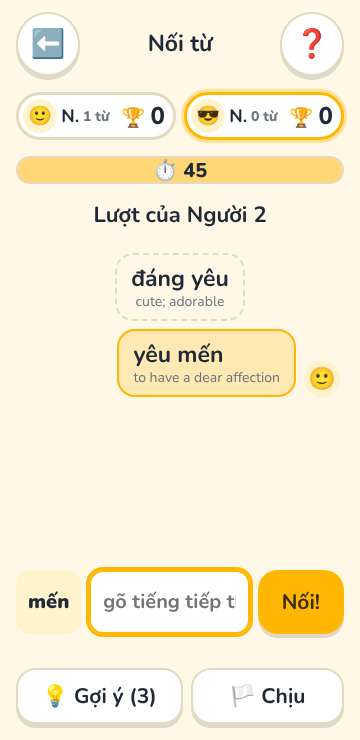 Nối từ
N. 1 từ 0
N. 0 từ 0
45
Lượt của Người 2
đáng yêu
cute; adorable
yêu mến
to have a dear affection
mến
gõ tiếng tiếp t
Nối!
Gợi ý (3)
Chịu